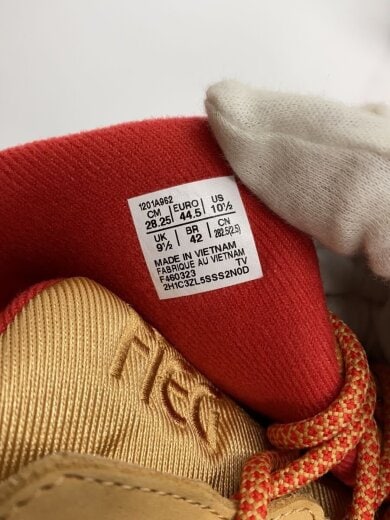 1201A962
CM EURO US
28.25 44.5 10½
UK BR CN
9½ 42 282.5(2.5)
MADE IN VIETNAM
FABRIQUE AU VIETNAM
F460323 TV
2H1C3ZL5SSS2N0D